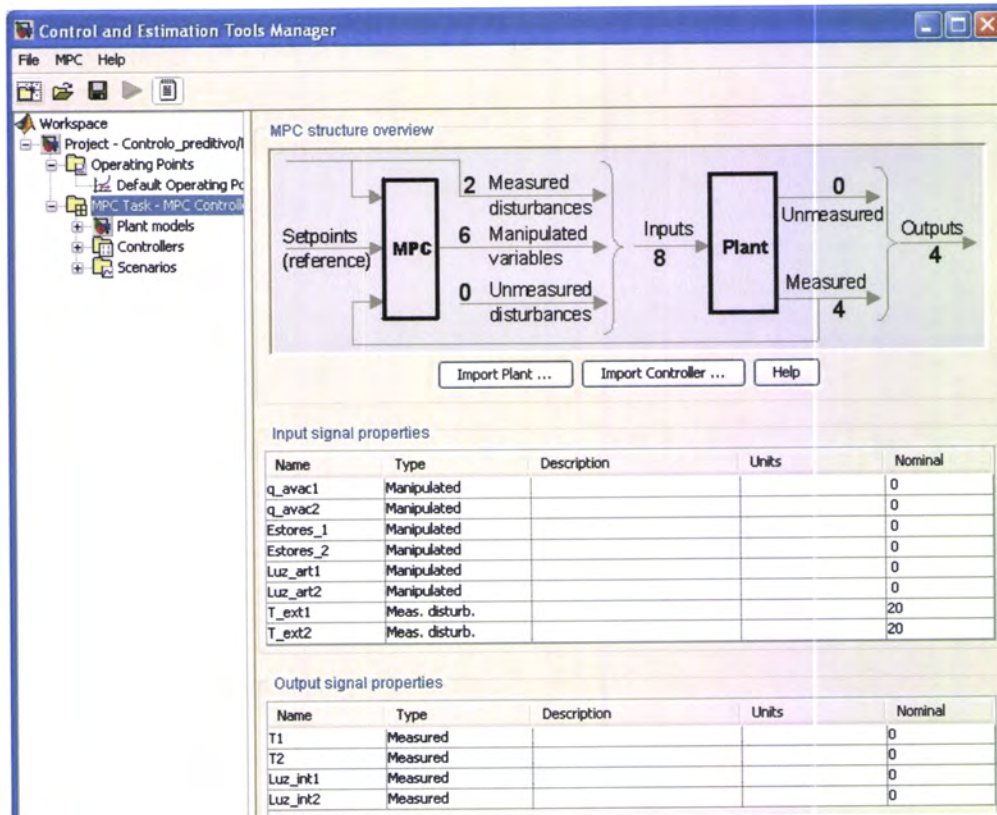 Control and Estimation Tools Manager
File MPC Help
Workspace
Project - Controlo_preditivo/
Operating Points
Default Operating Po
MPC Task - MPC Controll
Plant models
Controllers
Scenarios
MPC structure overview
Setpoints
(reference)
MPC
2 Measured
disturbances
6 Manipulated
variables
0 Unmeasured
disturbances
Inputs
8
Plant
0
Unmeasured
Measured
4
Outputs
4
Import Plant ... Import Controller ... Help
Input signal properties
Name Type Description Units Nominal
q_avac1 Manipulated 0
q_avac2 Manipulated 0
Estores_1 Manipulated 0
Estores_2 Manipulated 0
Luz_art1 Manipulated 0
Luz_art2 Manipulated 0
T_ext1 Meas. disturb. 20
T_ext2 Meas. disturb. 20
Output signal properties
Name Type Description Units Nominal
T1 Measured 0
T2 Measured 0
Luz_int1 Measured 0
Luz_int2 Measured 0